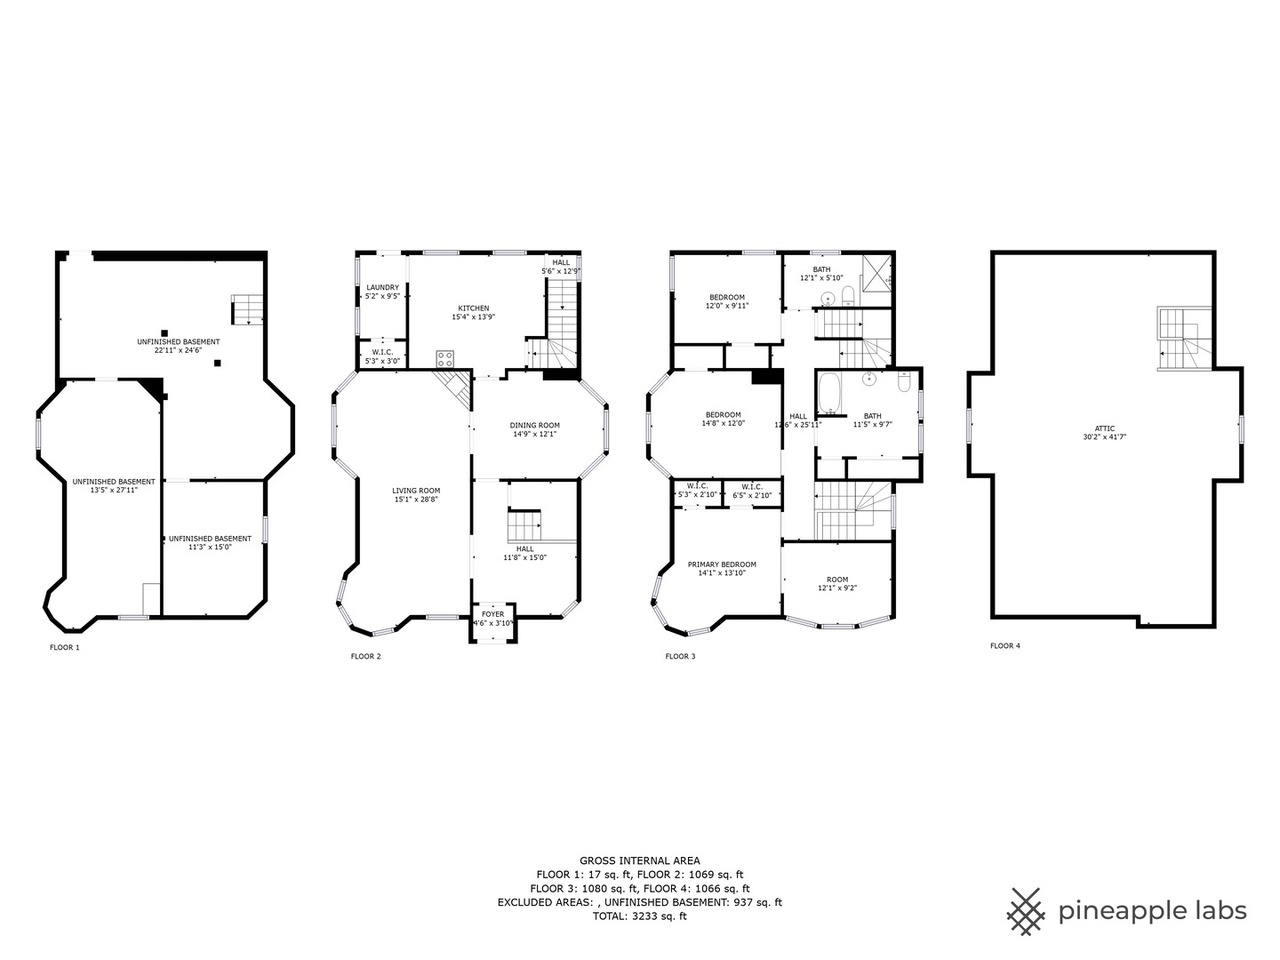 UNFINISHED BASEMENT
22'11" x 24'6"
UNFINISHED BASEMENT
13'5" x 27'11"
UNFINISHED BASEMENT
11'3" x 15'0"
FLOOR 1
HALL
5'6" x 12'9"
LAUNDRY
5'2" x 9'5"
KITCHEN
15'4" x 13'9"
W.I.C.
5'3" x 3'0"
DINING ROOM
14'9" x 12'1"
LIVING ROOM
15'1" x 28'8"
HALL
11'8" x 15'0"
FOYER
4'6" x 3'10"
FLOOR 2
BATH
12'1" x 5'10"
BEDROOM
12'0" x 9'11"
BEDROOM
14'8" x 12'0"
HALL
12'6" x 25'11"
BATH
11'5" x 9'7"
W.I.C.
5'3" x 2'10"
W.I.C.
6'5" x 2'10"
PRIMARY BEDROOM
14'1" x 13'10"
ROOM
12'1" x 9'2"
FLOOR 3
ATTIC
30'2" x 41'7"
FLOOR 4
GROSS INTERNAL AREA
FLOOR 1: 17 sq. ft, FLOOR 2: 1069 sq. ft
FLOOR 3: 1080 sq. ft, FLOOR 4: 1066 sq. ft
EXCLUDED AREAS: , UNFINISHED BASEMENT: 937 sq. ft
TOTAL: 3233 sq. ft
pineapple labs